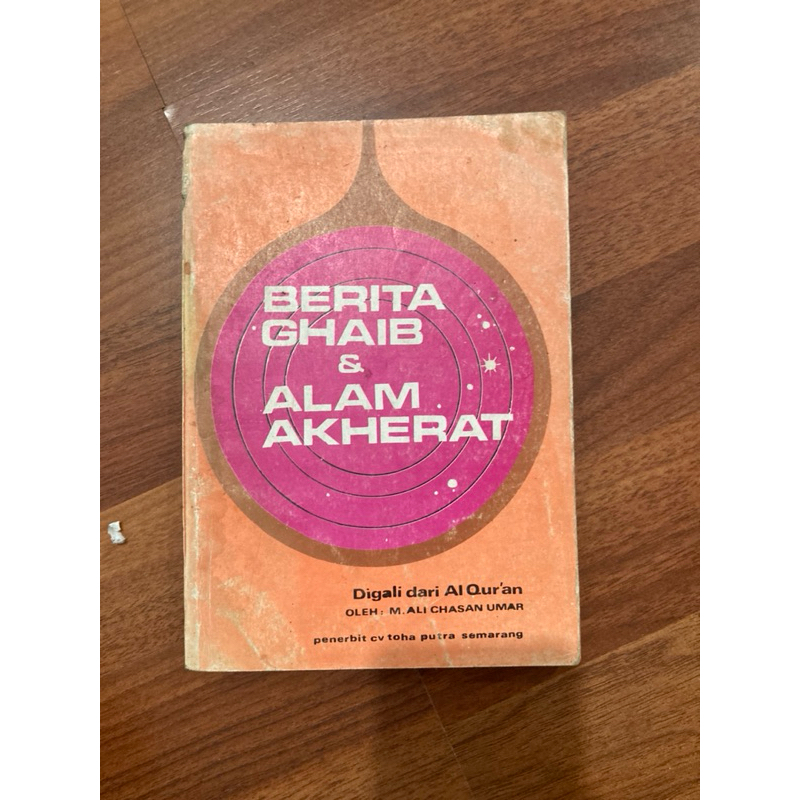 BERITA
GHAIB
&
ALAM
AKHERAT
Digali dari Al Qur'an
OLEH: M. ALI CHASAN UMAR
penerbit cv toha putra semarang